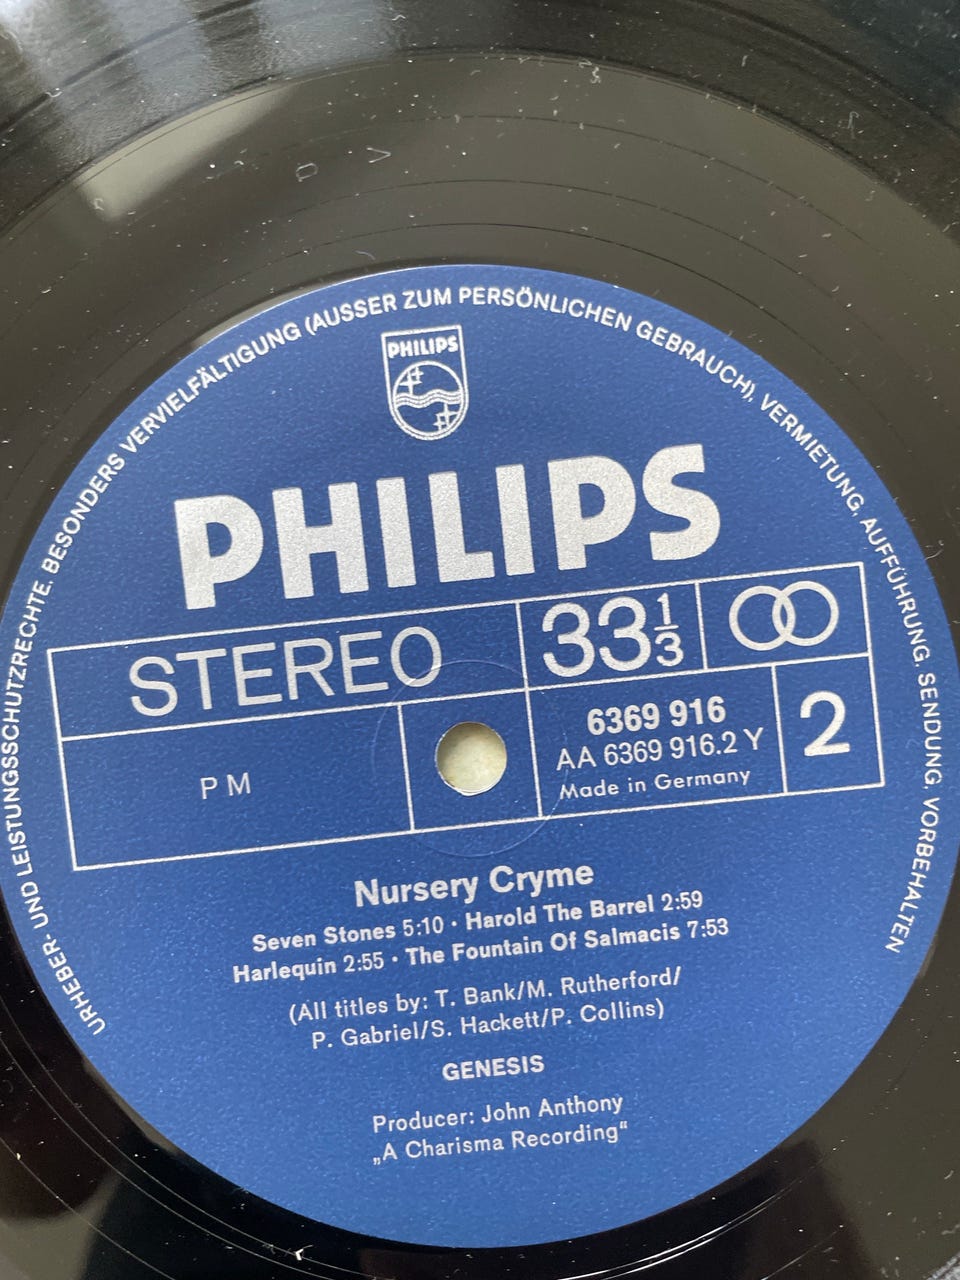 URHEBER- UND LEISTUNGSSCHUTZRECHTE. BESONDERS VERVIELFÄLTIGUNG (AUSSER ZUM PERSÖNLICHEN GEBRAUCH), VERMIETUNG, AUFFÜHRUNG, SENDUNG, VORBEHALTEN
PHILIPS
PHILIPS
STEREO
33 1/3
PM
6369 916
AA 6369 916.2 Y
Made in Germany
2
Nursery Cryme
Seven Stones 5:10 · Harold The Barrel 2:59
Harlequin 2:55 · The Fountain Of Salmacis 7:53
(All titles by: T. Bank/M. Rutherford/
P. Gabriel/S. Hackett/P. Collins)
GENESIS
Producer: John Anthony
„A Charisma Recording“